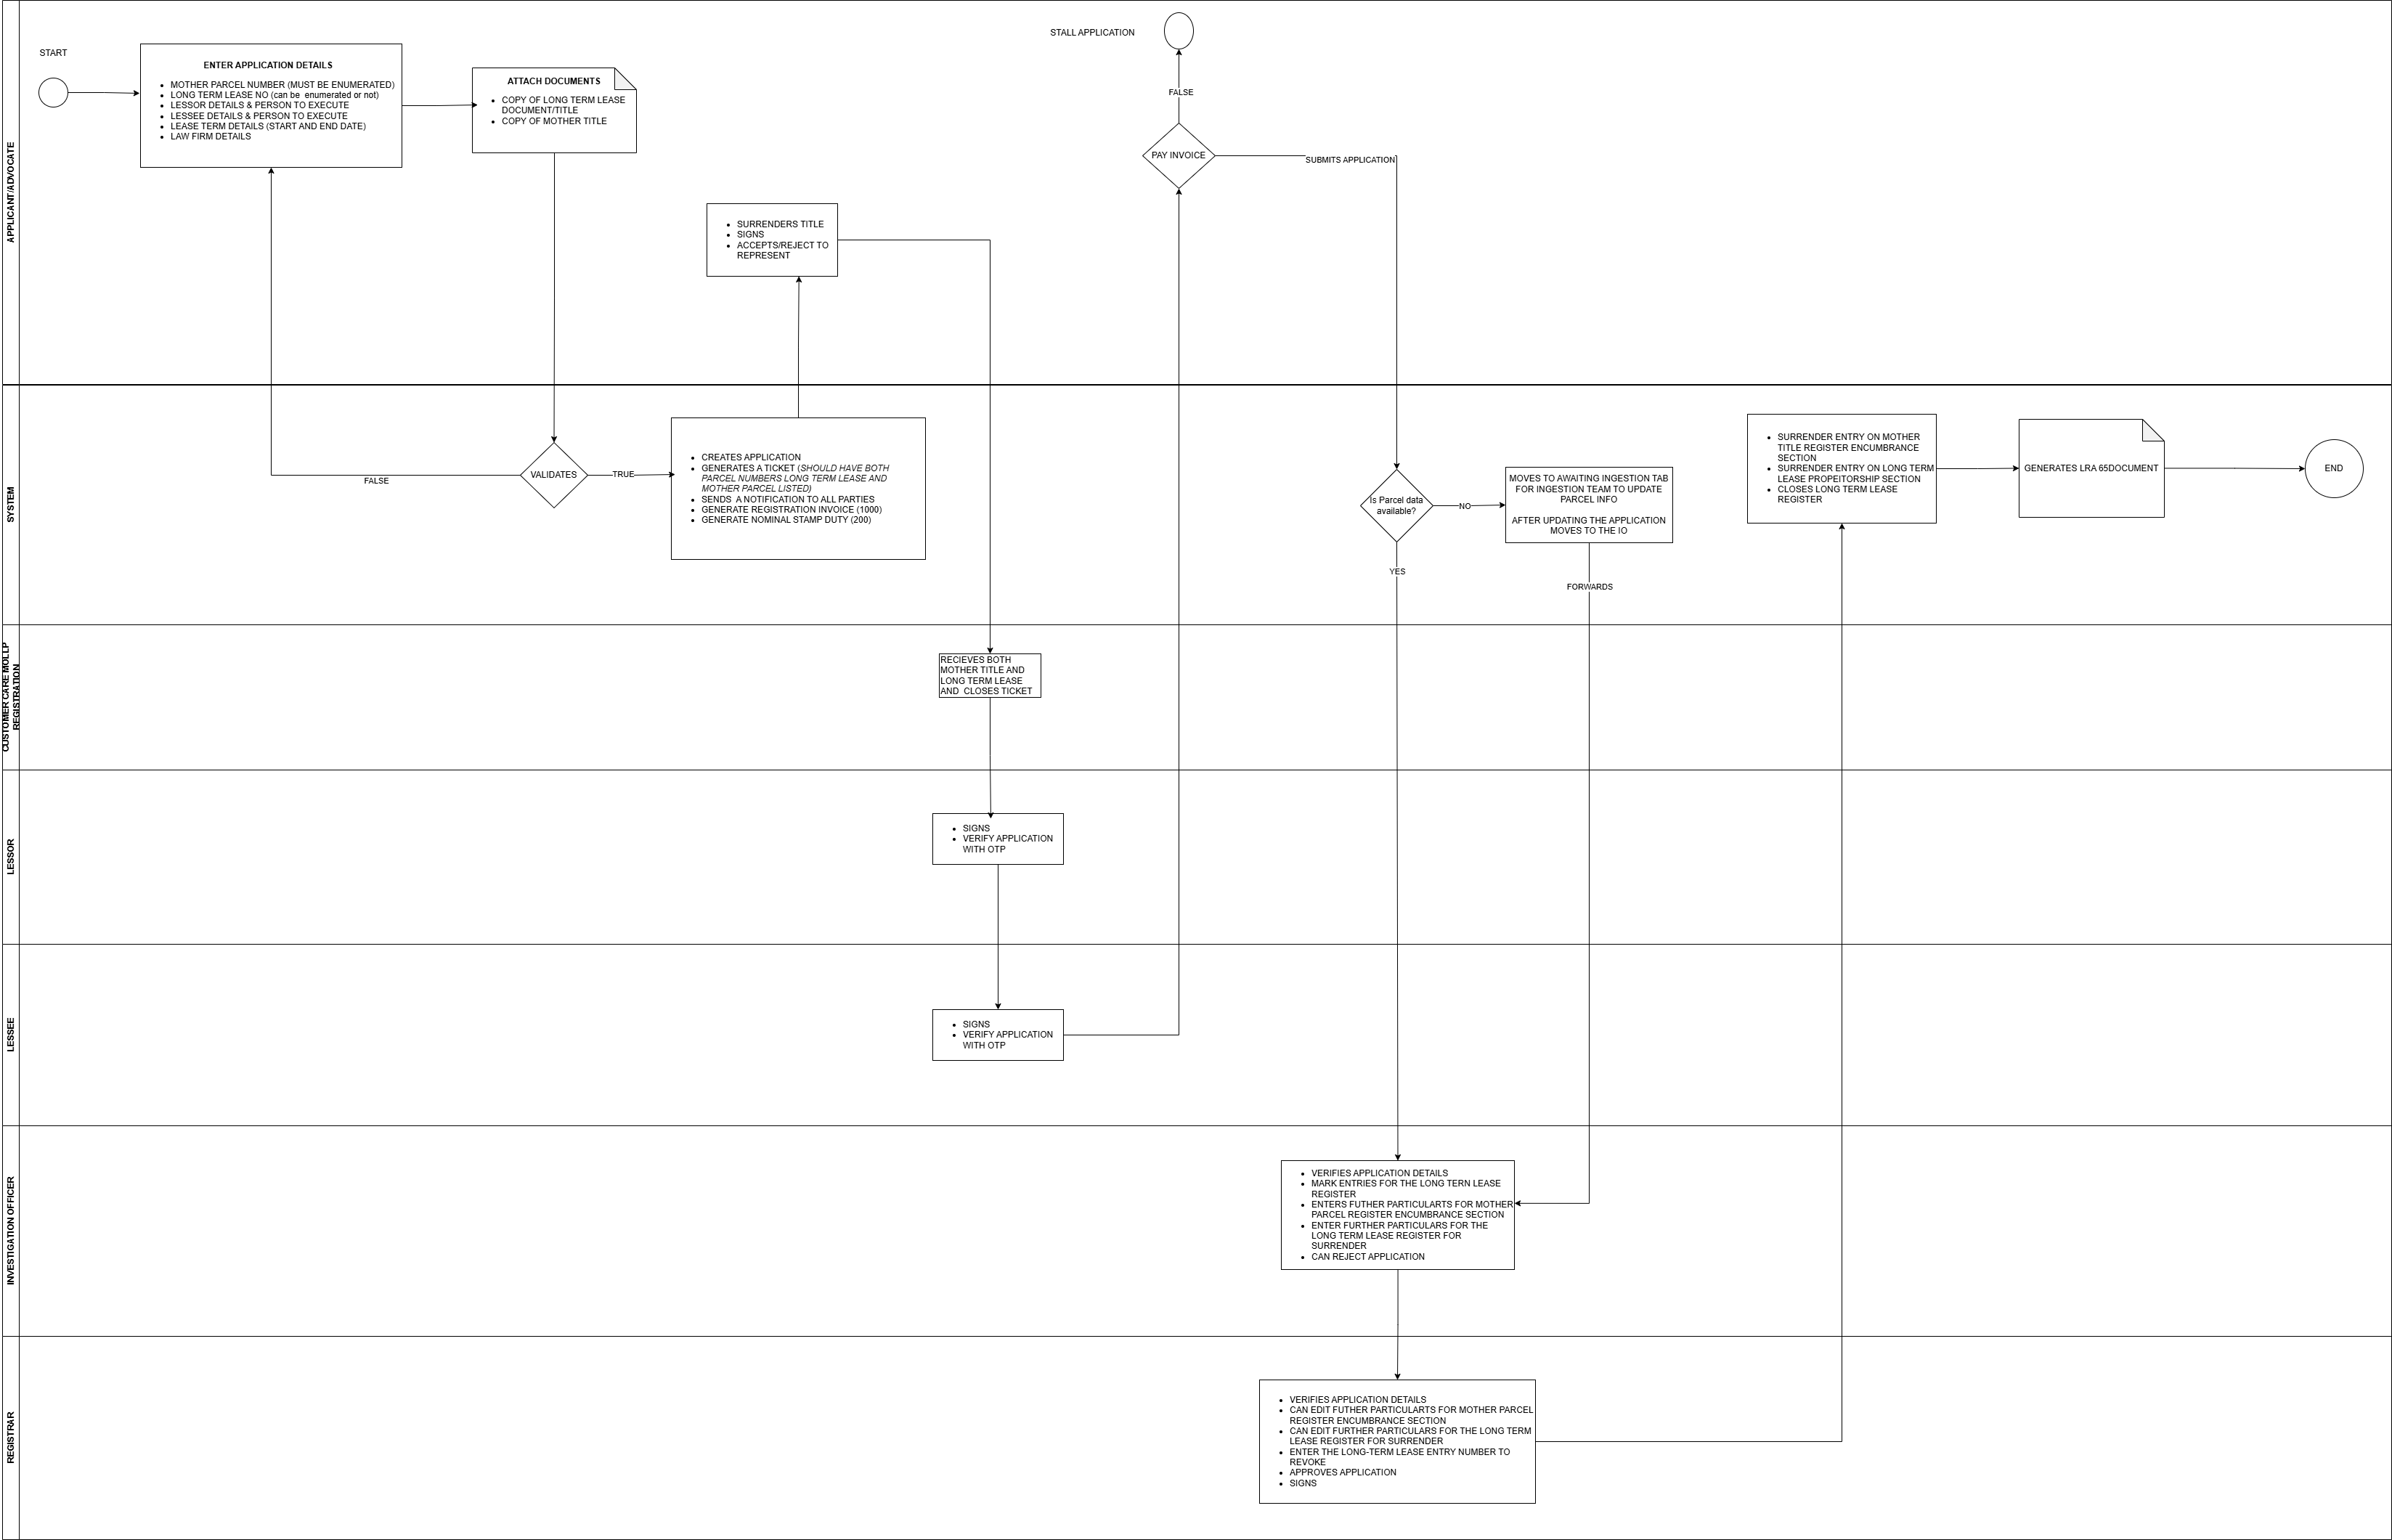 APPLICANT/ADVOCATE
START
ENTER APPLICATION DETAILS
MOTHER PARCEL NUMBER (MUST BE ENUMERATED)
LONG TERM LEASE NO (can be enumerated or not)
LESSOR DETAILS & PERSON TO EXECUTE
LESSEE DETAILS & PERSON TO EXECUTE
LEASE TERM DETAILS (START AND END DATE)
LAW FIRM DETAILS
ATTACH DOCUMENTS
COPY OF LONG TERM LEASE
DOCUMENT/TITLE
COPY OF MOTHER TITLE
SURRENDERS TITLE
SIGNS
ACCEPTS/REJECT TO
REPRESENT
STALL APPLICATION
FALSE
PAY INVOICE
SUBMITS APPLICATION
SYSTEM
FALSE
VALIDATES
TRUE
CREATES APPLICATION
GENERATES A TICKET (SHOULD HAVE BOTH
PARCEL NUMBERS LONG TERM LEASE AND
MOTHER PARCEL LISTED)
SENDS A NOTIFICATION TO ALL PARTIES
GENERATE REGISTRATION INVOICE (1000)
GENERATE NOMINAL STAMP DUTY (200)
Is Parcel data
available?
NO
YES
MOVES TO AWAITING INGESTION TAB
FOR INGESTION TEAM TO UPDATE
PARCEL INFO
AFTER UPDATING THE APPLICATION
MOVES TO THE IO
FORWARDS
SURRENDER ENTRY ON MOTHER
TITLE REGISTER ENCUMBRANCE
SECTION
SURRENDER ENTRY ON LONG TERM
LEASE PROPEITORSHIP SECTION
CLOSES LONG TERM LEASE
REGISTER
GENERATES LRA 65DOCUMENT
END
CUSTOMER CARE MOLLP
REGISTRATION
RECIEVES BOTH
MOTHER TITLE AND
LONG TERM LEASE
AND CLOSES TICKET
LESSOR
SIGNS
VERIFY APPLICATION
WITH OTP
LESSEE
SIGNS
VERIFY APPLICATION
WITH OTP
INVESTIGATION OFFICER
VERIFIES APPLICATION DETAILS
MARK ENTRIES FOR THE LONG TERN LEASE
REGISTER
ENTERS FUTHER PARTICULARTS FOR MOTHER
PARCEL REGISTER ENCUMBRANCE SECTION
ENTER FURTHER PARTICULARS FOR THE
LONG TERM LEASE REGISTER FOR
SURRENDER
CAN REJECT APPLICATION
REGISTRAR
VERIFIES APPLICATION DETAILS
CAN EDIT FUTHER PARTICULARTS FOR MOTHER PARCEL
REGISTER ENCUMBRANCE SECTION
CAN EDIT FURTHER PARTICULARS FOR THE LONG TERM
LEASE REGISTER FOR SURRENDER
ENTER THE LONG-TERM LEASE ENTRY NUMBER TO
REVOKE
APPROVES APPLICATION
SIGNS